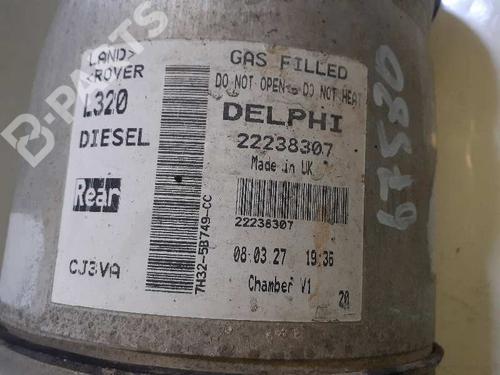 LAND>
<ROVER
L320
DIESEL
Rear
CJ3VA
7H32-5B749-CC
GAS FILLED
DO NOT OPEN - DO NOT HEAT
DELPHI
22238307
Made in UK
22238307
08.03.27 19:36
Chamber V1
20
67580
B-PARTS